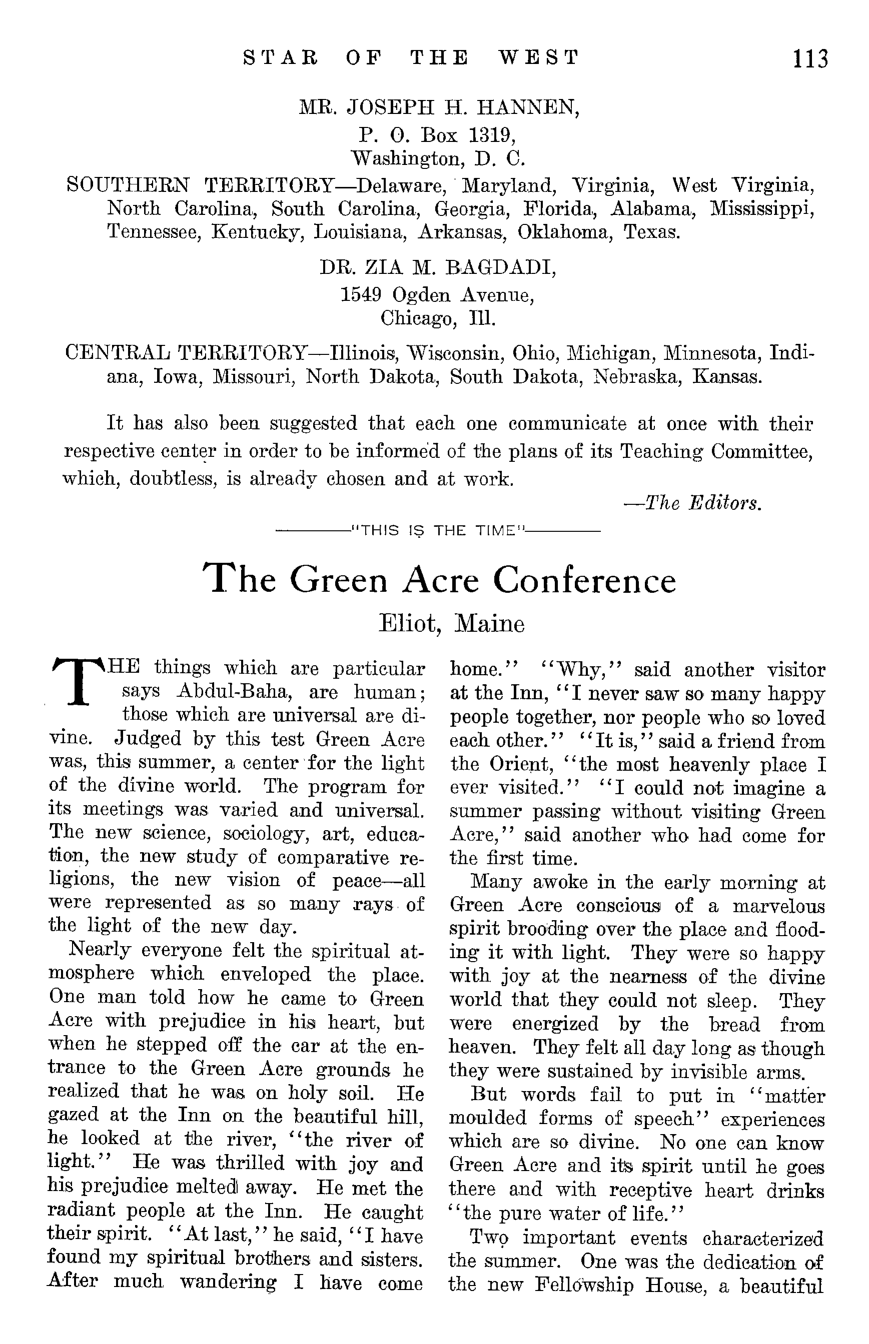 STAR OF THE WEST 113
MR. JOSEPH H. HANNEN,
P. O. Box 1319,
Washington, D. C.
SOUTHERN TERRITORY—Delaware, Maryland, Virginia, West Virginia,
North Carolina, South Carolina, Georgia, Florida, Alabama, Mississippi,
Tennessee, Kentucky, Louisiana, Arkansas, Oklahoma, Texas.
DR. ZIA M. BAGDADI,
1549 Ogden Avenue,
Chicago, Ill.
CENTRAL TERRITORY—Illinois, Wisconsin, Ohio, Michigan, Minnesota, Indi-
ana, Iowa, Missouri, North Dakota, South Dakota, Nebraska, Kansas.
It has also been suggested that each one communicate at once with their
respective center in order to be informed of the plans of its Teaching Committee,
which, doubtless, is already chosen and at work.
—The Editors.
"THIS IS THE TIME"
The Green Acre Conference
Eliot, Maine
THE things which are particular
says Abdul-Baha, are human;
those which are universal are di-
vine. Judged by this test Green Acre
was, this summer, a center for the light
of the divine world. The program for
its meetings was varied and universal.
The new science, sociology, art, educa-
tion, the new study of comparative re-
ligions, the new vision of peace—all
were represented as so many rays of
the light of the new day.
Nearly everyone felt the spiritual at-
mosphere which enveloped the place.
One man told how he came to Green
Acre with prejudice in his heart, but
when he stepped off the car at the en-
trance to the Green Acre grounds he
realized that he was on holy soil. He
gazed at the Inn on the beautiful hill,
he looked at the river, "the river of
light." He was thrilled with joy and
his prejudice melted away. He met the
radiant people at the Inn. He caught
their spirit. "At last," he said, "I have
found my spiritual brothers and sisters.
After much wandering I have come
home." "Why," said another visitor
at the Inn, "I never saw so many happy
people together, nor people who so loved
each other." "It is," said a friend from
the Orient, "the most heavenly place I
ever visited." "I could not imagine a
summer passing without visiting Green
Acre," said another who had come for
the first time.
Many awoke in the early morning at
Green Acre conscious of a marvelous
spirit brooding over the place and flood-
ing it with light. They were so happy
with joy at the nearness of the divine
world that they could not sleep. They
were energized by the bread from
heaven. They felt all day long as though
they were sustained by invisible arms.
But words fail to put in "matter
moulded forms of speech" experiences
which are so divine. No one can know
Green Acre and its spirit until he goes
there and with receptive heart drinks
"the pure water of life."
Two important events characterized
the summer. One was the dedication of
the new Fellowship House, a beautiful